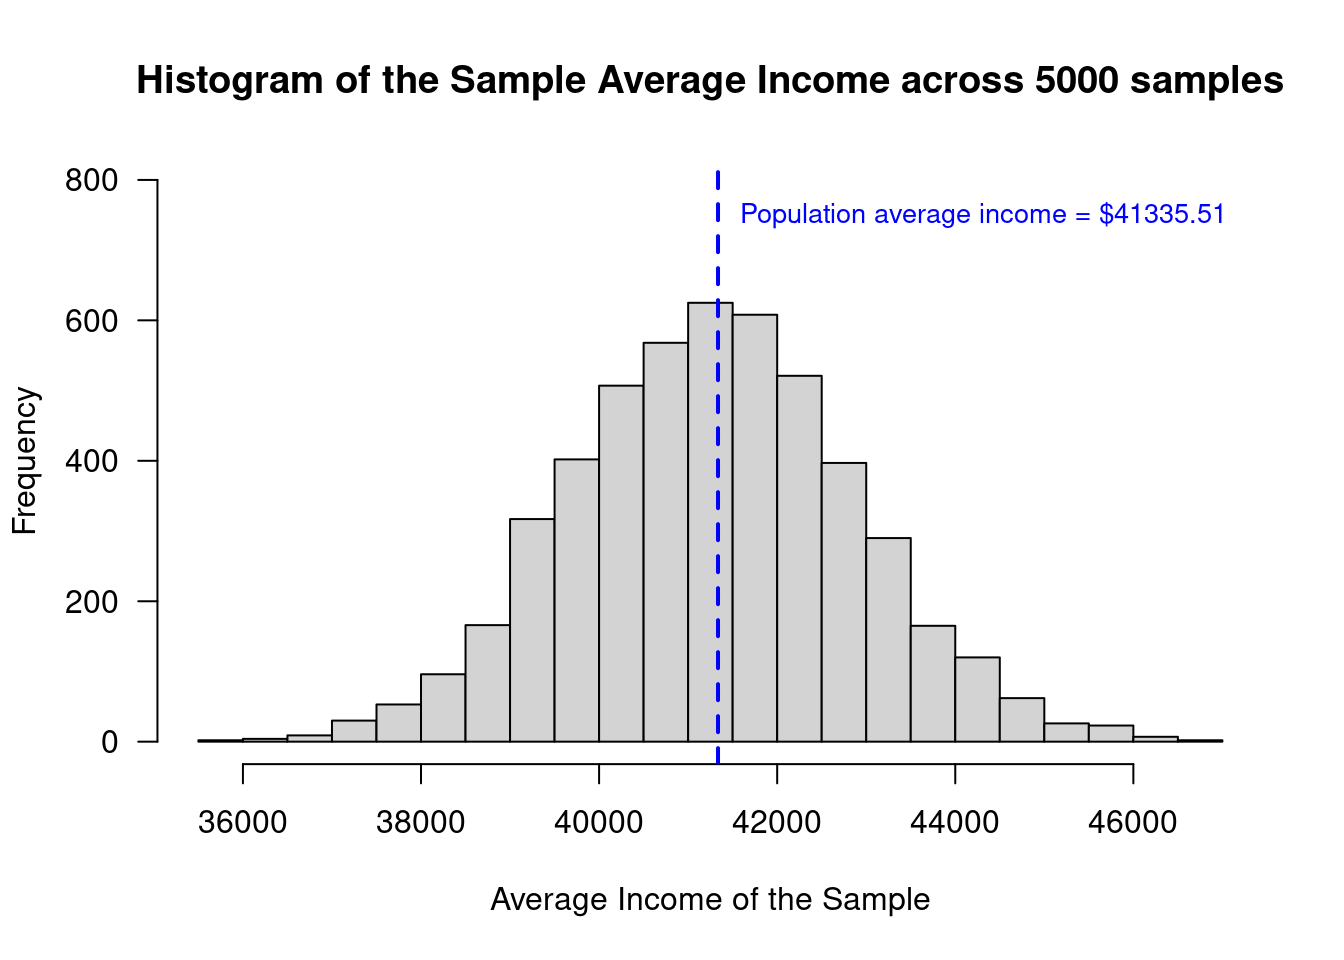 Histogram of the Sample Average Income across 5000 samples
800
Population average income = $41335.51
600
400
200
0
Frequency
36000 38000 40000 42000 44000 46000
Average Income of the Sample